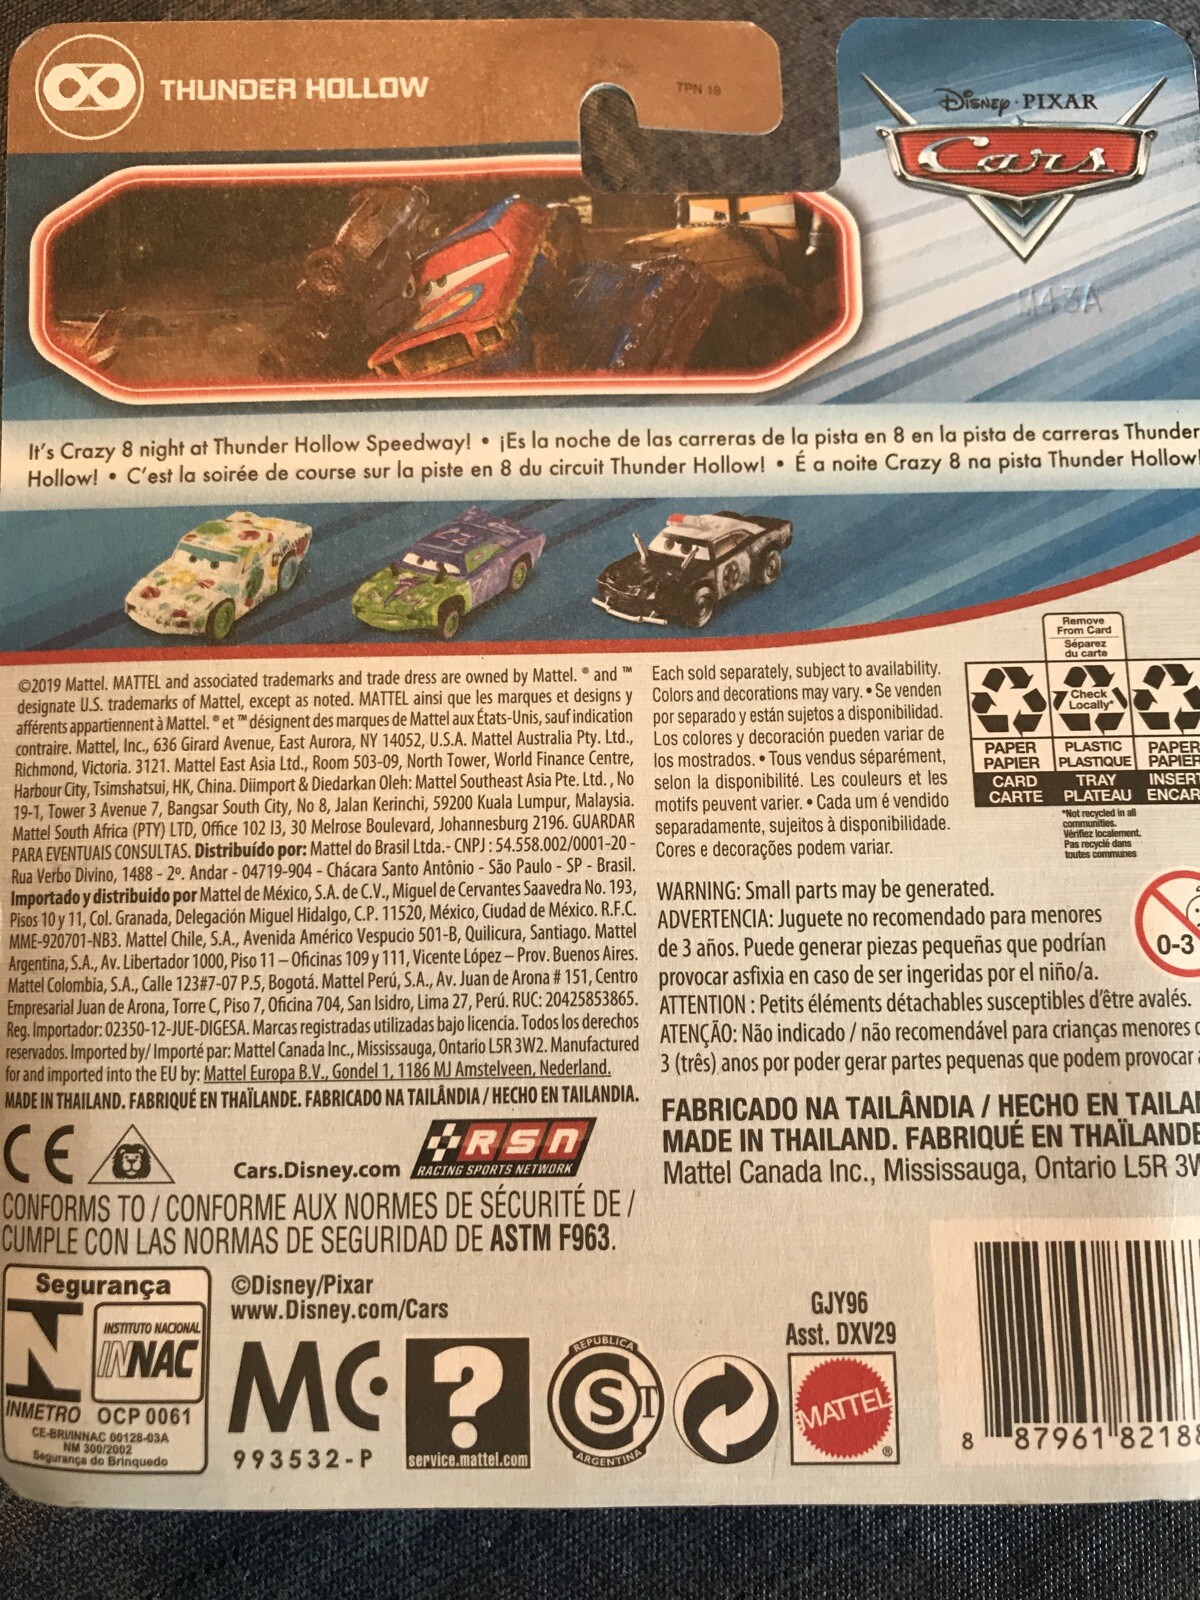 THUNDER HOLLOW
TPN 18
Disney · PIXAR
Cars
M43A
It's Crazy 8 night at Thunder Hollow Speedway! • ¡Es la noche de las carreras de la pista en 8 en la pista de carreras Thunder
Hollow! • C'est la soirée de course sur la piste en 8 du circuit Thunder Hollow! • É a noite Crazy 8 na pista Thunder Hollow!
©2019 Mattel. MATTEL and associated trademarks and trade dress are owned by Mattel. ® and ™
designate U.S. trademarks of Mattel, except as noted. MATTEL ainsi que les marques et designs y
afférents appartiennent à Mattel. ® et ™ désignent des marques de Mattel aux États-Unis, sauf indication
contraire. Mattel, Inc., 636 Girard Avenue, East Aurora, NY 14052, U.S.A. Mattel Australia Pty. Ltd.,
Richmond, Victoria. 3121. Mattel East Asia Ltd., Room 503-09, North Tower, World Finance Centre,
Harbour City, Tsimshatsui, HK, China. Diimport & Diedarkan Oleh: Mattel Southeast Asia Pte. Ltd. , No
19-1, Tower 3 Avenue 7, Bangsar South City, No 8, Jalan Kerinchi, 59200 Kuala Lumpur, Malaysia.
Mattel South Africa (PTY) LTD, Office 102 I3, 30 Melrose Boulevard, Johannesburg 2196. GUARDAR
PARA EVENTUAIS CONSULTAS. Distribuído por: Mattel do Brasil Ltda.- CNPJ : 54.558.002/0001-20 -
Rua Verbo Divino, 1488 - 2º. Andar - 04719-904 - Chácara Santo Antônio - São Paulo - SP - Brasil.
Importado y distribuido por Mattel de México, S.A. de C.V., Miguel de Cervantes Saavedra No. 193,
Pisos 10 y 11, Col. Granada, Delegación Miguel Hidalgo, C.P. 11520, México, Ciudad de México. R.F.C.
MME-920701-NB3. Mattel Chile, S.A., Avenida Américo Vespucio 501-B, Quilicura, Santiago. Mattel
Argentina, S.A., Av. Libertador 1000, Piso 11 – Oficinas 109 y 111, Vicente López – Prov. Buenos Aires.
Mattel Colombia, S.A., Calle 123#7-07 P.5, Bogotá. Mattel Perú, S.A., Av. Juan de Arona # 151, Centro
Empresarial Juan de Arona, Torre C, Piso 7, Oficina 704, San Isidro, Lima 27, Perú. RUC: 20425853865.
Reg. Importador: 02350-12-JUE-DIGESA. Marcas registradas utilizadas bajo licencia. Todos los derechos
reservados. Imported by/ Importé par: Mattel Canada Inc., Mississauga, Ontario L5R 3W2. Manufactured
for and imported into the EU by: Mattel Europa B.V., Gondel 1, 1186 MJ Amstelveen, Nederland.
MADE IN THAILAND. FABRIQUÉ EN THAÏLANDE. FABRICADO NA TAILÂNDIA / HECHO EN TAILANDIA.
Each sold separately, subject to availability.
Colors and decorations may vary. • Se venden
por separado y están sujetos a disponibilidad.
Los colores y decoración pueden variar de
los mostrados. • Tous vendus séparément,
selon la disponibilité. Les couleurs et les
motifs peuvent varier. • Cada um é vendido
separadamente, sujeitos à disponibilidade.
Cores e decorações podem variar.
Remove
From Card
Séparez
du carte
Check
Locally*
PAPER
PAPIER
PLASTIC
PLASTIQUE
PAPER
PAPIER
CARD
CARTE
TRAY
PLATEAU
INSER
ENCAR
*Not recycled in all
communities.
Vérifiez localement.
Pas recyclé dans
toutes communes
WARNING: Small parts may be generated.
ADVERTENCIA: Juguete no recomendado para menores
de 3 años. Puede generar piezas pequeñas que podrían
provocar asfixia en caso de ser ingeridas por el niño/a.
ATTENTION : Petits éléments détachables susceptibles d'être avalés.
ATENÇÃO: Não indicado / não recomendável para crianças menores
3 (três) anos por poder gerar partes pequenas que podem provocar
0-3
FABRICADO NA TAILÂNDIA / HECHO EN TAILA
MADE IN THAILAND. FABRIQUÉ EN THAÏLANDE
Mattel Canada Inc., Mississauga, Ontario L5R 3W
CE
Cars.Disney.com
RSN
RACING SPORTS NETWORK
CONFORMS TO / CONFORME AUX NORMES DE SÉCURITÉ DE /
CUMPLE CON LAS NORMAS DE SEGURIDAD DE ASTM F963.
Segurança
INSTITUTO NACIONAL
INNAC
INMETRO OCP 0061
CE-BRI/INNAC 00128-03A
NM 300/2002
Segurança do Brinquedo
©Disney/Pixar
www.Disney.com/Cars
MC
993532-P
?
service.mattel.com
REPUBLICA
CST
ARGENTINA
GJY96
Asst. DXV29
MATTEL
®
8 87961 82188